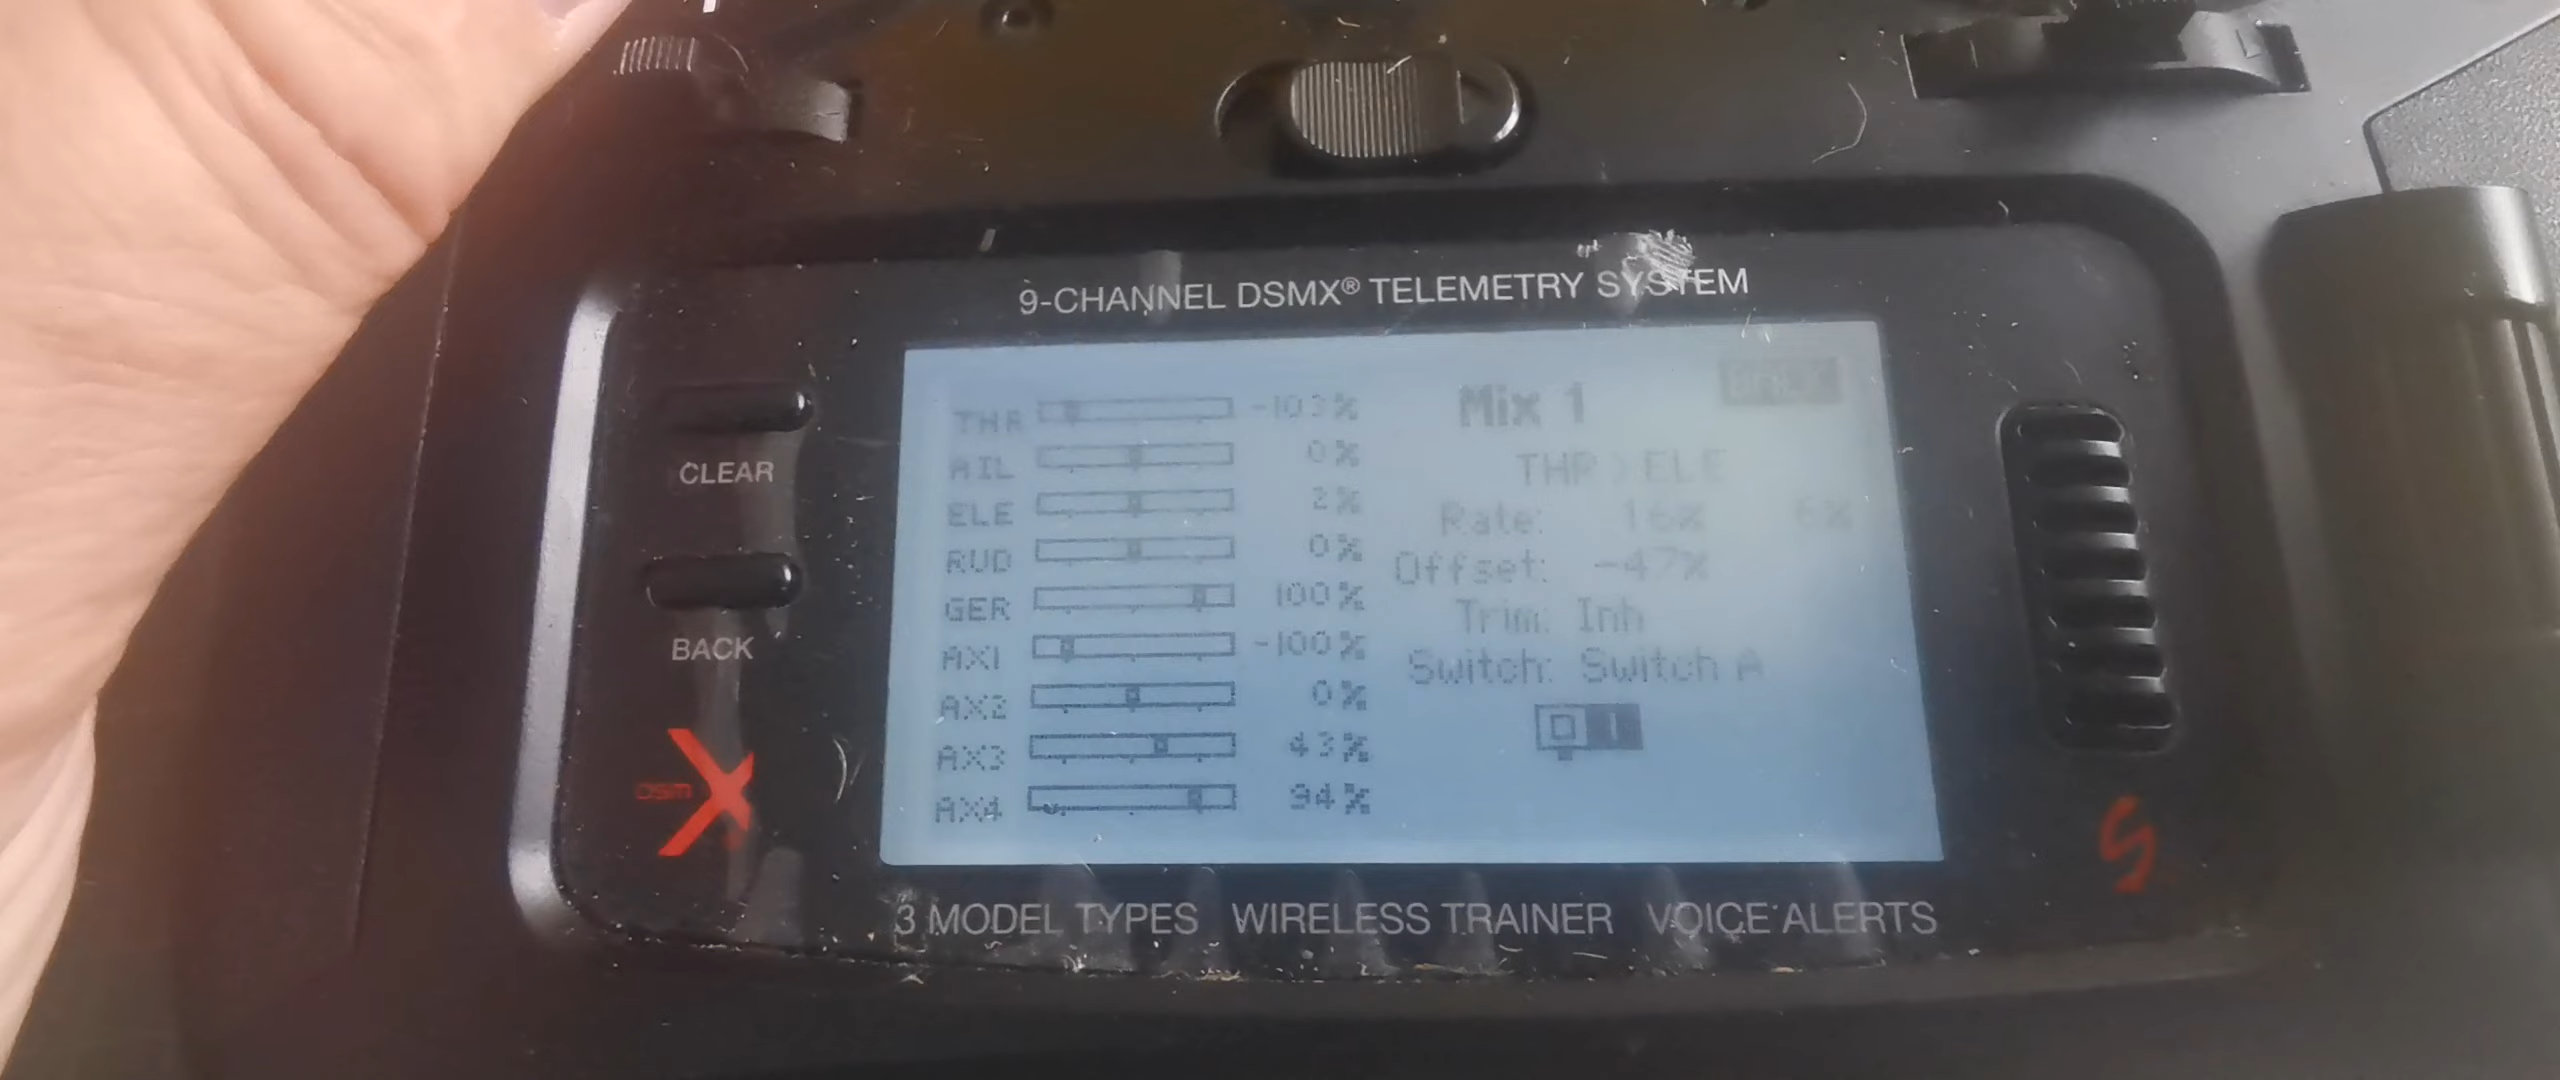 9-CHANNEL DSMX® TELEMETRY SYSTEM
CLEAR
BACK
DSM X
THR -103%
AIL 0%
ELE 2%
RUD 0%
GER 100%
AX1 -100%
AX2 0%
AX3 43%
AX4 94%
Mix 1
THR > ELE
Rate: 16% 6%
Offset: -47%
Trim: Inh
Switch: Switch A
0 1
3 MODEL TYPES WIRELESS TRAINER VOICE ALERTS